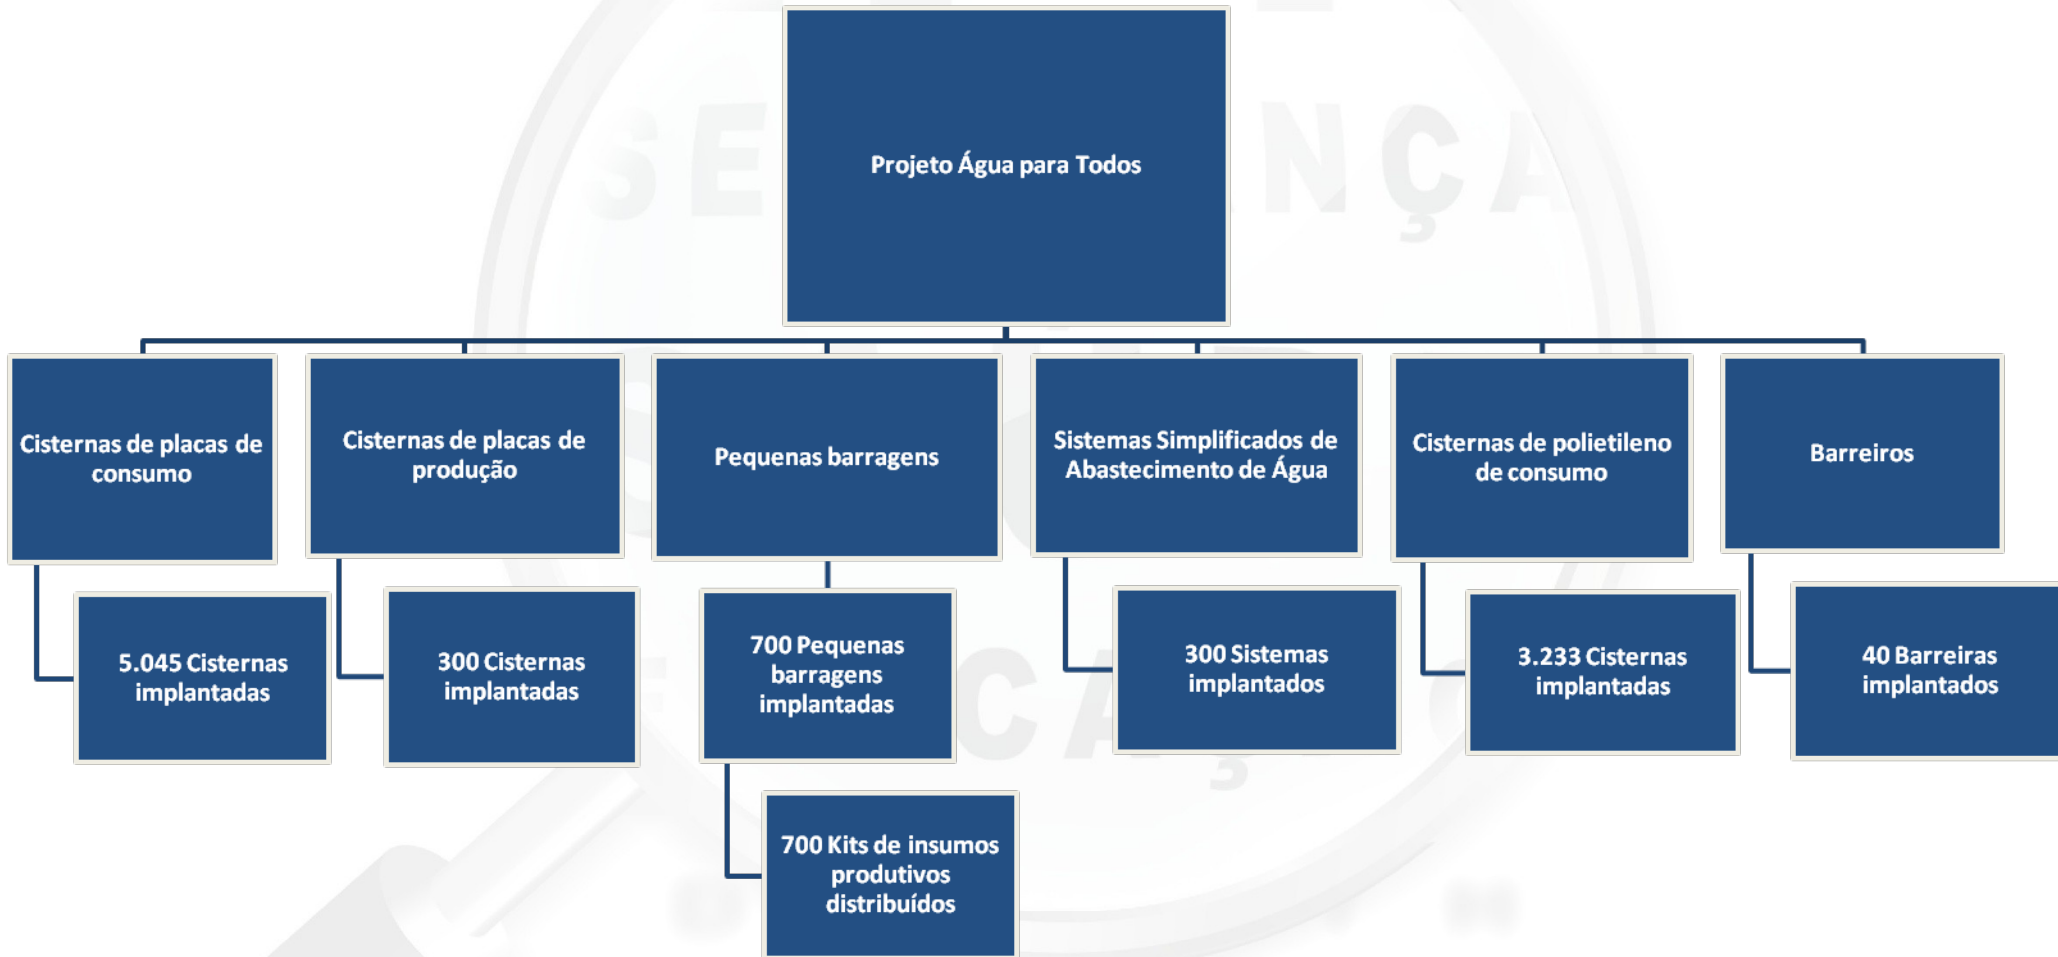 Projeto Água para Todos
Cisternas de placas de
consumo
Cisternas de placas de
produção
Pequenas barragens
Sistemas Simplificados de
Abastecimento de Água
Cisternas de polietileno
de consumo
Barreiros
5.045 Cisternas
implantadas
300 Cisternas
implantadas
700 Pequenas
barragens
implantadas
300 Sistemas
implantados
3.233 Cisternas
implantadas
40 Barreiras
implantados
700 Kits de insumos
produtivos
distribuídos